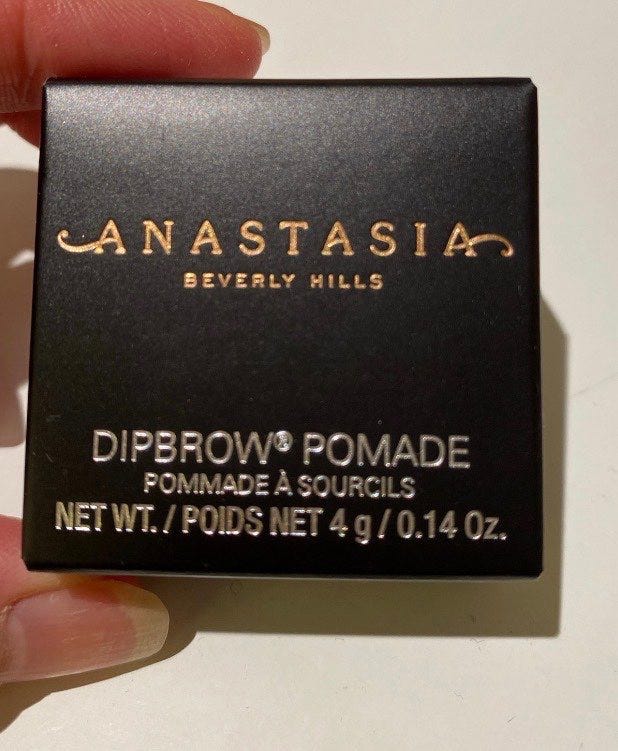 ANASTASIA
BEVERLY HILLS
DIPBROW® POMADE
POMMADE À SOURCILS
NET WT. / POIDS NET 4 g / 0.14 Oz.